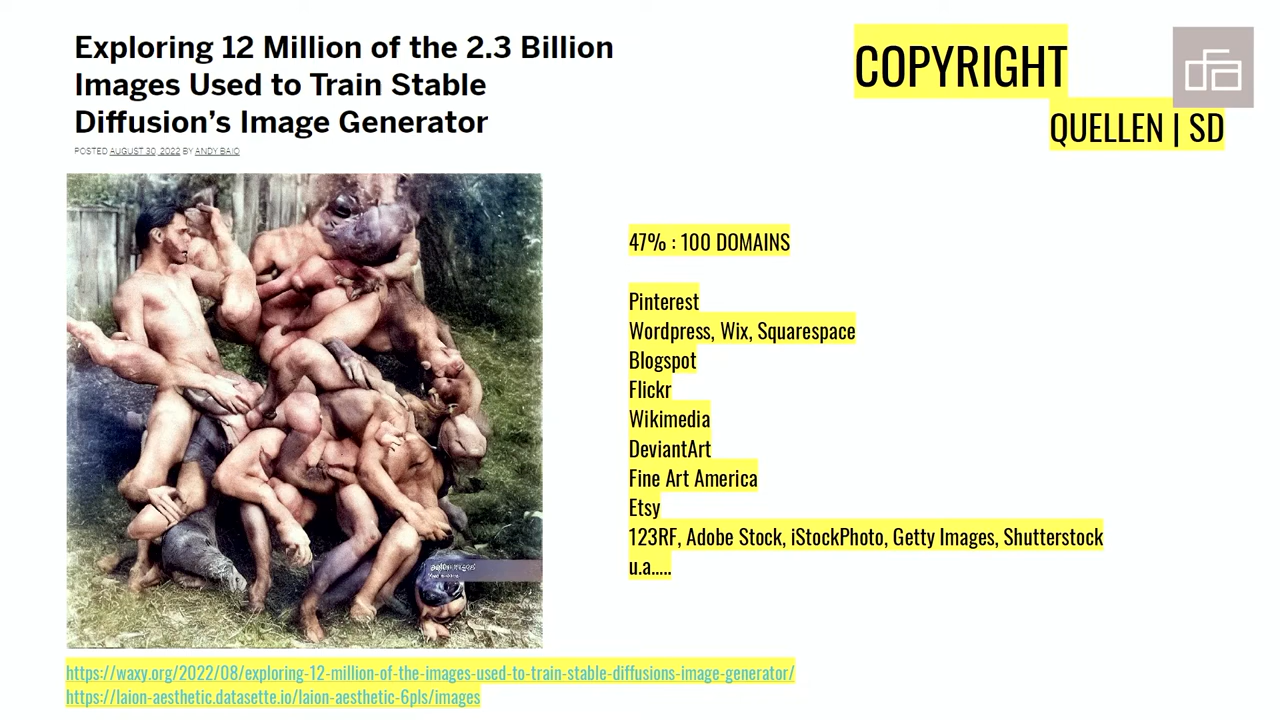 Exploring 12 Million of the 2.3 Billion
Images Used to Train Stable
Diffusion's Image Generator
POSTED AUGUST 30, 2022 BY ANDY BAIO
COPYRIGHT
dfa
QUELLEN | SD
47% : 100 DOMAINS
Pinterest
Wordpress, Wix, Squarespace
Blogspot
Flickr
Wikimedia
DeviantArt
Fine Art America
Etsy
123RF, Adobe Stock, iStockPhoto, Getty Images, Shutterstock
u.a.....
https://waxy.org/2022/08/exploring-12-million-of-the-images-used-to-train-stable-diffusions-image-generator/
https://laion-aesthetic.datasette.io/laion-aesthetic-6pls/images